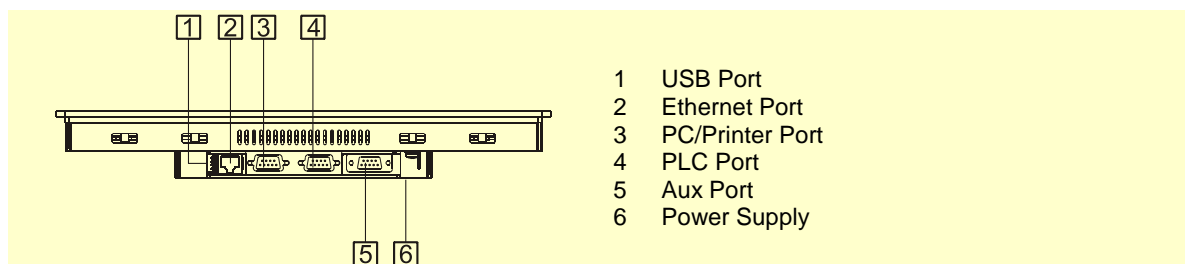 1 2 3 4
1 USB Port
2 Ethernet Port
3 PC/Printer Port
4 PLC Port
5 Aux Port
6 Power Supply
5 6